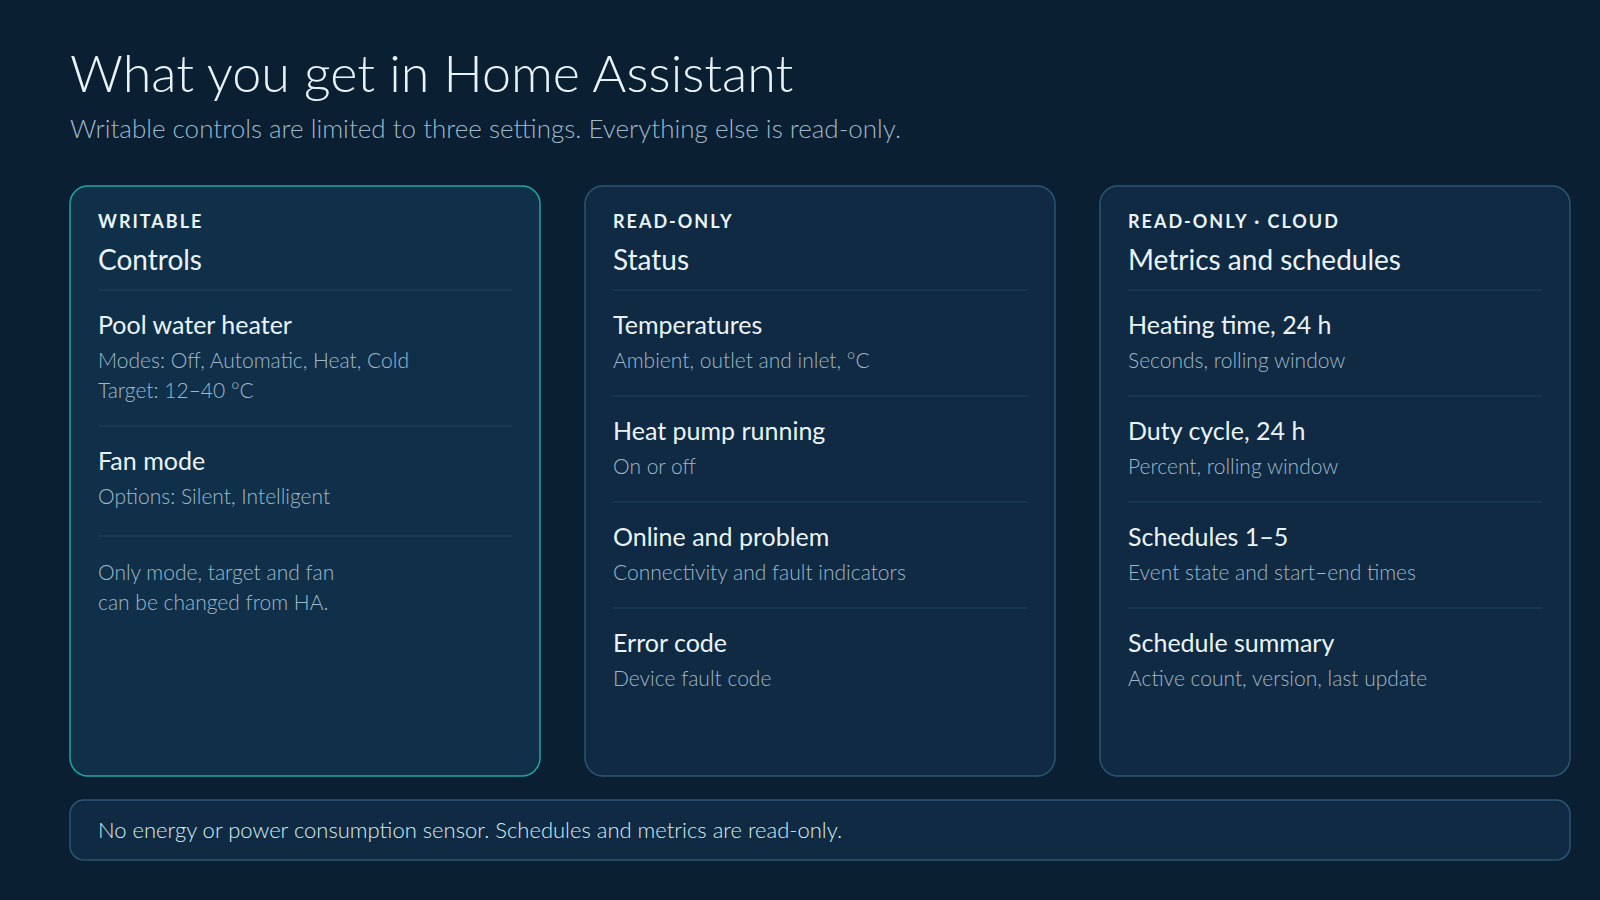 What you get in Home Assistant
Writable controls are limited to three settings. Everything else is read-only.
WRITABLE
Controls
Pool water heater
Modes: Off, Automatic, Heat, Cold
Target: 12–40 °C
Fan mode
Options: Silent, Intelligent
Only mode, target and fan
can be changed from HA.
READ-ONLY
Status
Temperatures
Ambient, outlet and inlet, °C
Heat pump running
On or off
Online and problem
Connectivity and fault indicators
Error code
Device fault code
READ-ONLY · CLOUD
Metrics and schedules
Heating time, 24 h
Seconds, rolling window
Duty cycle, 24 h
Percent, rolling window
Schedules 1–5
Event state and start–end times
Schedule summary
Active count, version, last update
No energy or power consumption sensor. Schedules and metrics are read-only.